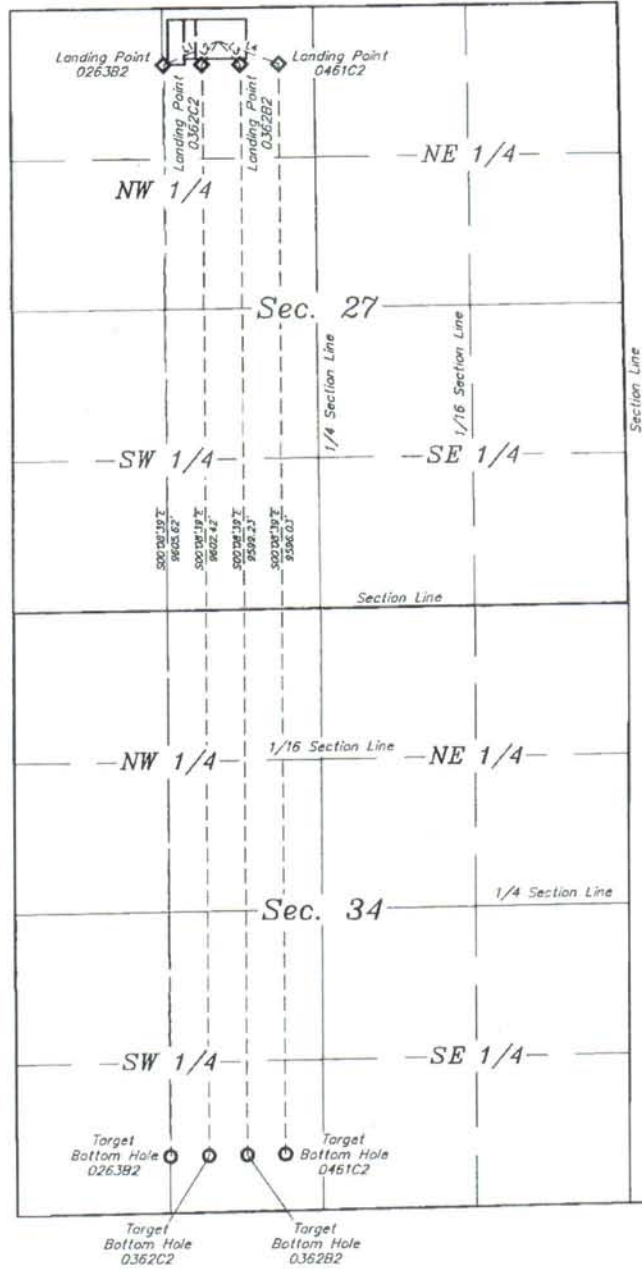 Landing Point
0263B2
Landing Point
0362C2
Landing Point
0362B2
Landing Point
0461C2
NE 1/4
NW 1/4
Sec. 27
1/4 Section Line
1/16 Section Line
Section Line
SW 1/4
SE 1/4
S00°08'39"E
9605.62'
S00°08'39"E
9602.42'
S00°08'39"E
9599.23'
S00°08'39"E
9596.03'
Section Line
NW 1/4
1/16 Section Line
NE 1/4
1/4 Section Line
Sec. 34
SW 1/4
SE 1/4
Target
Bottom Hole
0263B2
Target
Bottom Hole
0461C2
Target
Bottom Hole
0362C2
Target
Bottom Hole
0362B2